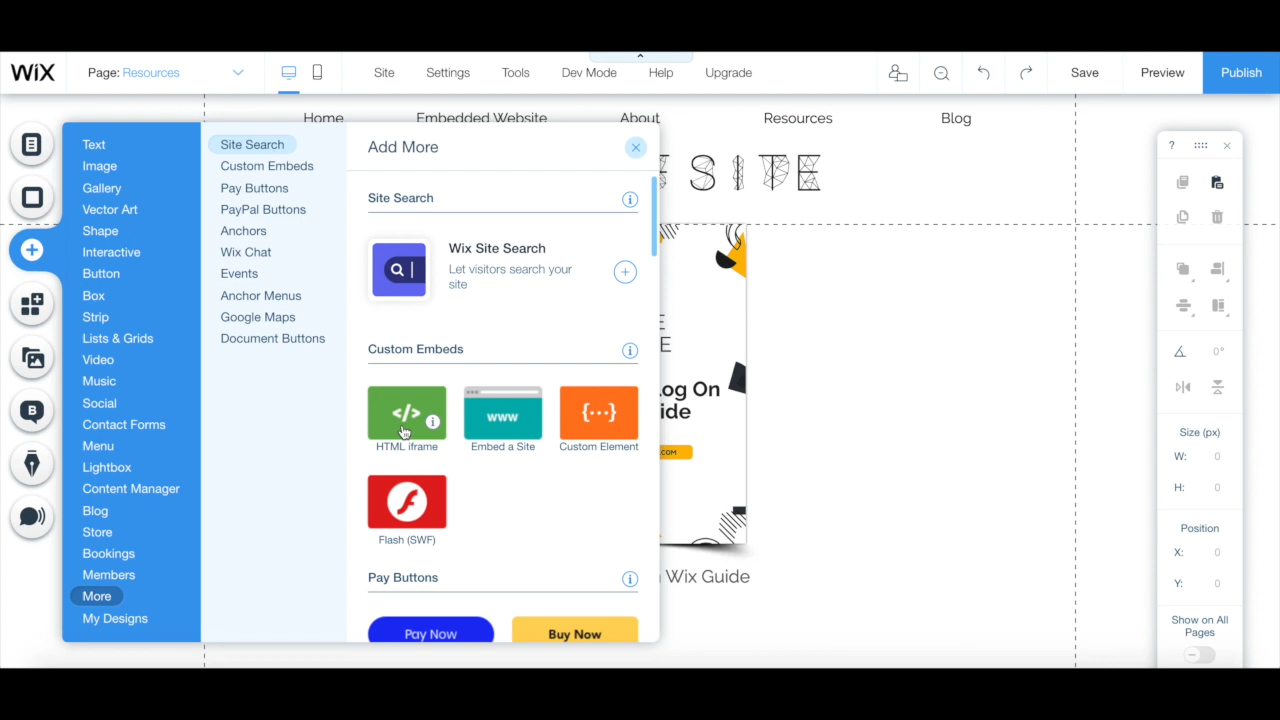 WiX
Page: Resources
Site
Settings
Tools
Dev Mode
Help
Upgrade
Save
Preview
Publish
Home
Embedded Website
About
Resources
Blog
SITE
Text
Image
Gallery
Vector Art
Shape
Interactive
Button
Box
Strip
Lists & Grids
Video
Music
Social
Contact Forms
Menu
Lightbox
Content Manager
Blog
Store
Bookings
Members
More
My Designs
Site Search
Custom Embeds
Pay Buttons
PayPal Buttons
Anchors
Wix Chat
Events
Anchor Menus
Google Maps
Document Buttons
Add More
Site Search
Wix Site Search
Let visitors search your
site
Custom Embeds
</>
HTML iframe
www
Embed a Site
{···}
Custom Element
Flash (SWF)
Pay Buttons
Pay Now
Buy Now
E
E
og On
ide
.COM
Wix Guide
?
0°
Size (px)
W: 0
H: 0
Position
X: 0
Y: 0
Show on All
Pages